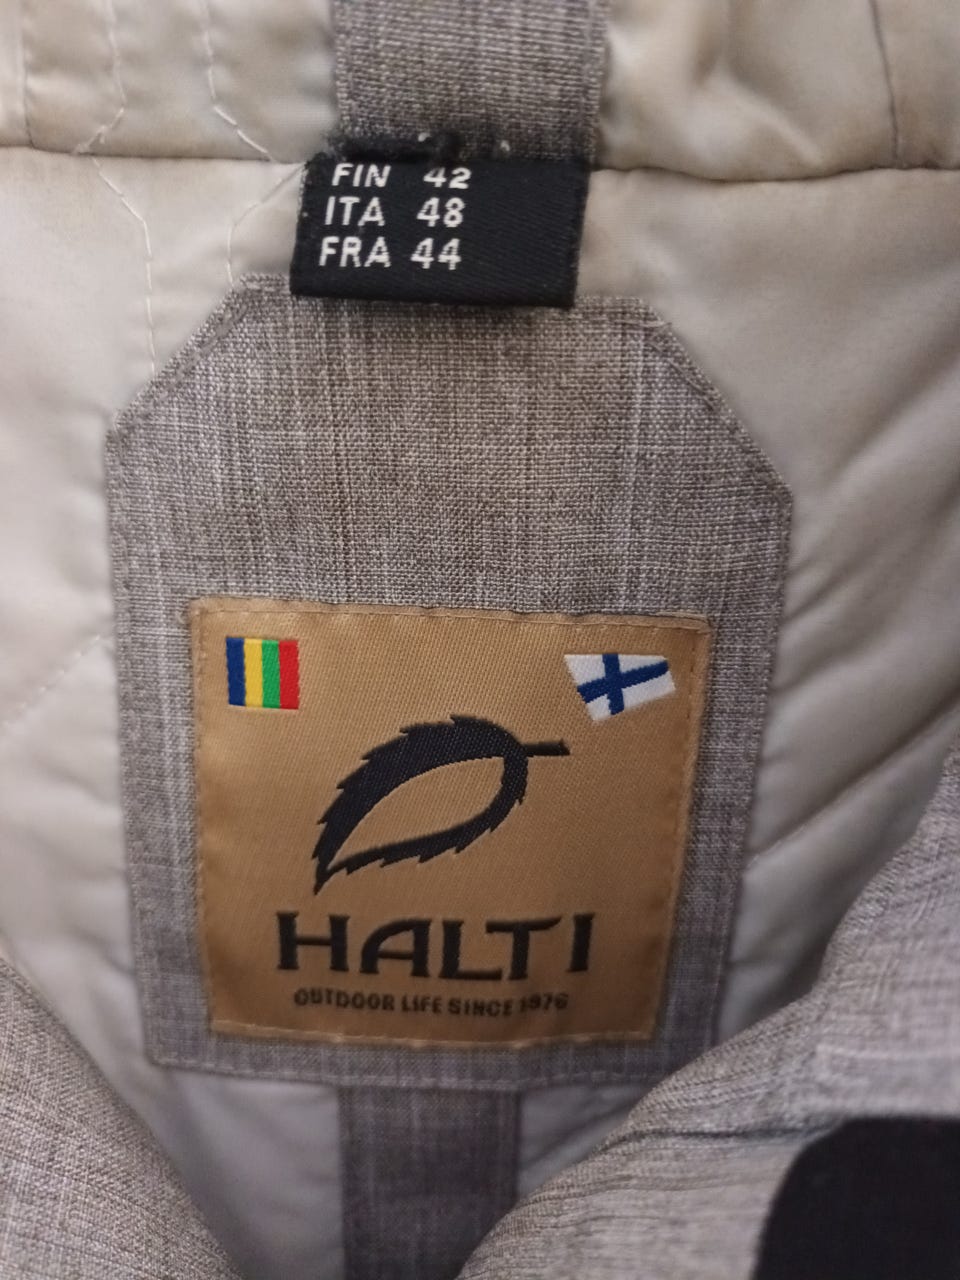 FIN 42
ITA 48
FRA 44
HALTI
OUTDOOR LIFE SINCE 1976